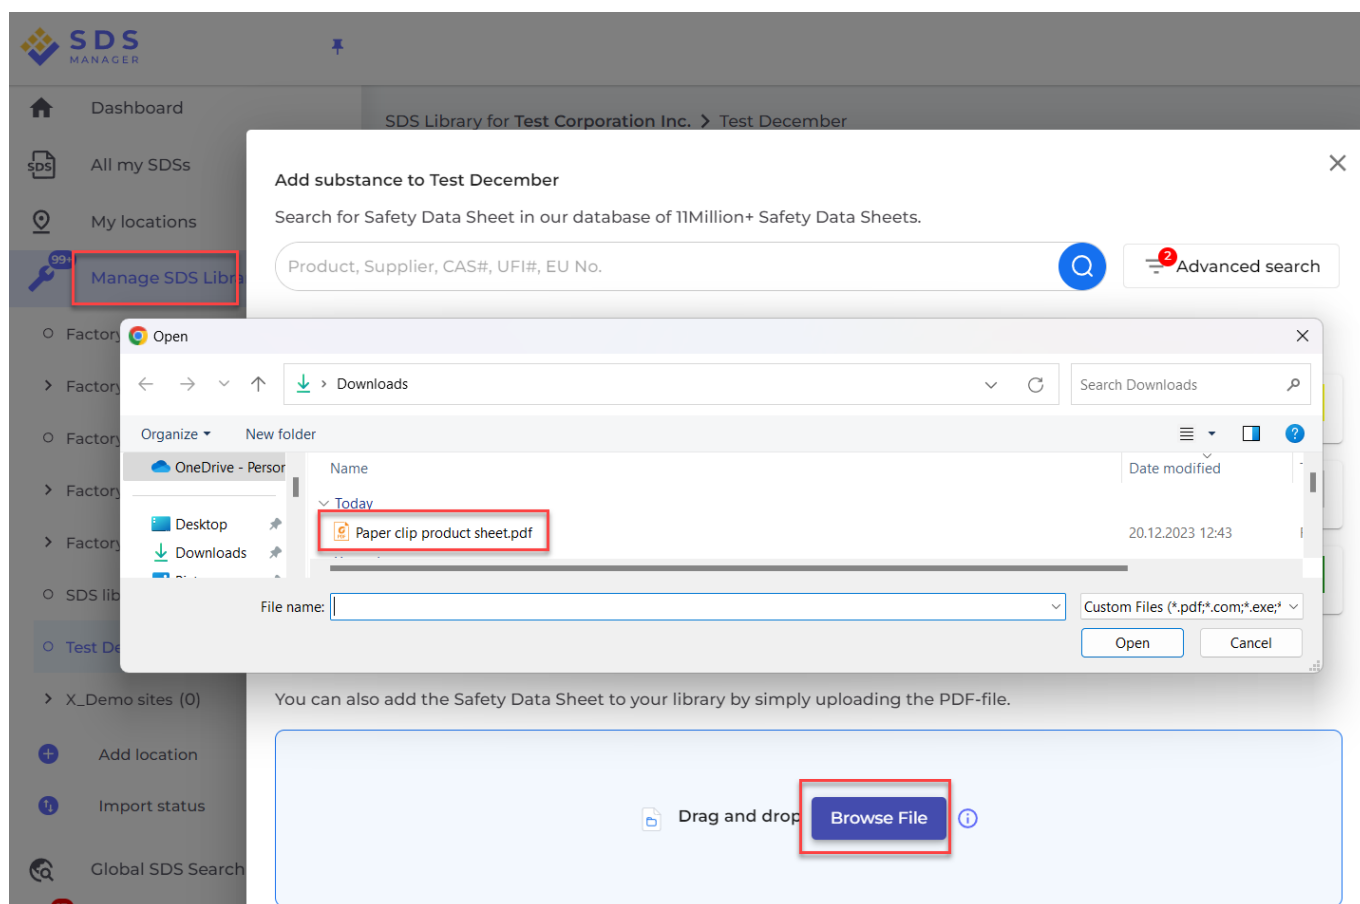 SDS
MANAGER
Dashboard
SDS Library for Test Corporation Inc. > Test December
SDS
All my SDSs
My locations
99+
Manage SDS Libra
Factory
Factory
Factory
Factory
Factory
SDS lib
Test De
X_Demo sites (0)
Add location
Import status
Global SDS Search
Add substance to Test December
Search for Safety Data Sheet in our database of 11Million+ Safety Data Sheets.
Product, Supplier, CAS#, UFI#, EU No.
2
Advanced search
Open
Downloads
Search Downloads
Organize
New folder
OneDrive - Persor
Desktop
Downloads
Name
Date modified
Today
Paper clip product sheet.pdf
20.12.2023 12:43
File name:
Custom Files (*.pdf;*.com;*.exe;*
Open
Cancel
You can also add the Safety Data Sheet to your library by simply uploading the PDF-file.
Drag and drop
Browse File